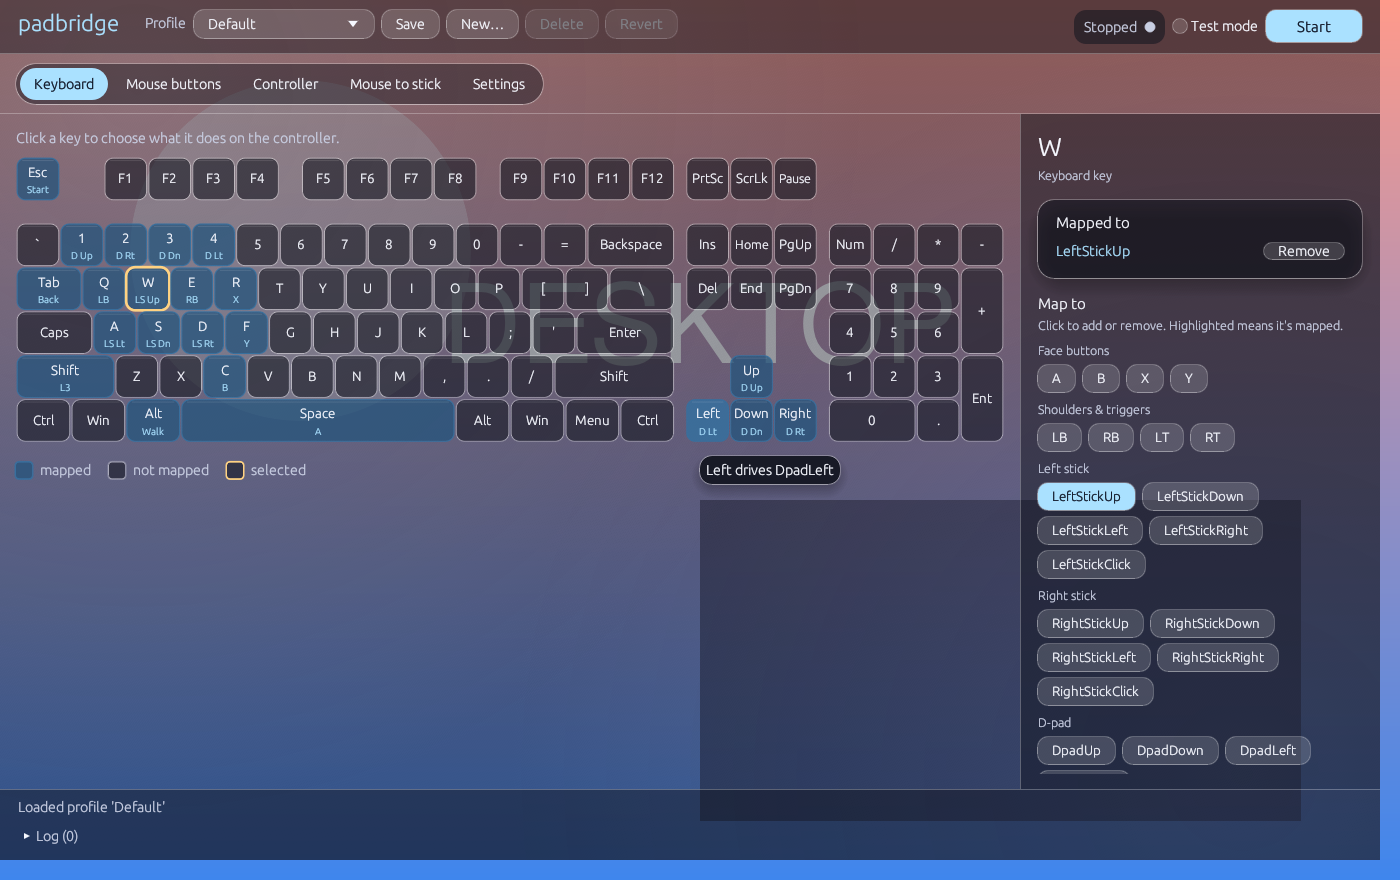 padbridge Profile Default Save New... Delete Revert Stopped Test mode Start
Keyboard Mouse buttons Controller Mouse to stick Settings
Click a key to choose what it does on the controller.
Esc F1 F2 F3 F4 F5 F6 F7 F8 F9 F10 F11 F12 PrtSc ScrLk Pause
Start
` 1 2 3 4 5 6 7 8 9 0 - = Backspace Ins Home PgUp Num / * -
D Up D Rt D Dn D Lt
Tab Q W E R T Y U I O P [ ] \ Del End PgDn 7 8 9 +
Back LB LS Up RB X
DESKTOP
Caps A S D F G H J K L ; ' Enter 4 5 6
LS Lt LS Dn LS Rt Y
Shift Z X C V B N M , . / Shift Up 1 2 3 Ent
L3 B D Up
Ctrl Win Alt Space Alt Win Menu Ctrl Left Down Right 0 .
Walk A D Lt D Dn D Rt
mapped not mapped selected
Left drives DpadLeft
W
Keyboard key
Mapped to
LeftStickUp Remove
Map to
Click to add or remove. Highlighted means it's mapped.
Face buttons
A B X Y
Shoulders & triggers
LB RB LT RT
Left stick
LeftStickUp LeftStickDown
LeftStickLeft LeftStickRight
LeftStickClick
Right stick
RightStickUp RightStickDown
RightStickLeft RightStickRight
RightStickClick
D-pad
DpadUp DpadDown DpadLeft
Loaded profile 'Default'
Log (0)